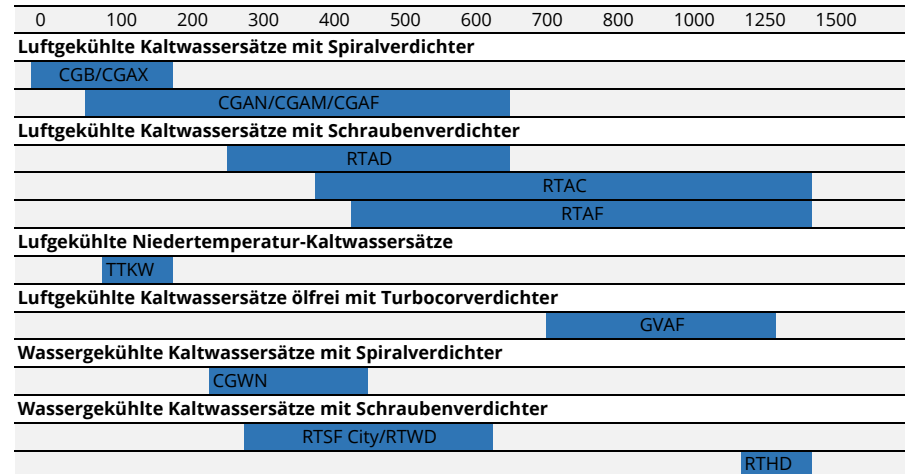 0 100 200 300 400 500 600 700 800 1000 1250 1500
Luftgekühlte Kaltwassersätze mit Spiralverdichter
CGB/CGAX
CGAN/CGAM/CGAF
Luftgekühlte Kaltwassersätze mit Schraubenverdichter
RTAD
RTAC
RTAF
Lufgekühlte Niedertemperatur-Kaltwassersätze
TTKW
Luftgekühlte Kaltwassersätze ölfrei mit Turbocorverdichter
GVAF
Wassergekühlte Kaltwassersätze mit Spiralverdichter
CGWN
Wassergekühlte Kaltwassersätze mit Schraubenverdichter
RTSF City/RTWD
RTHD